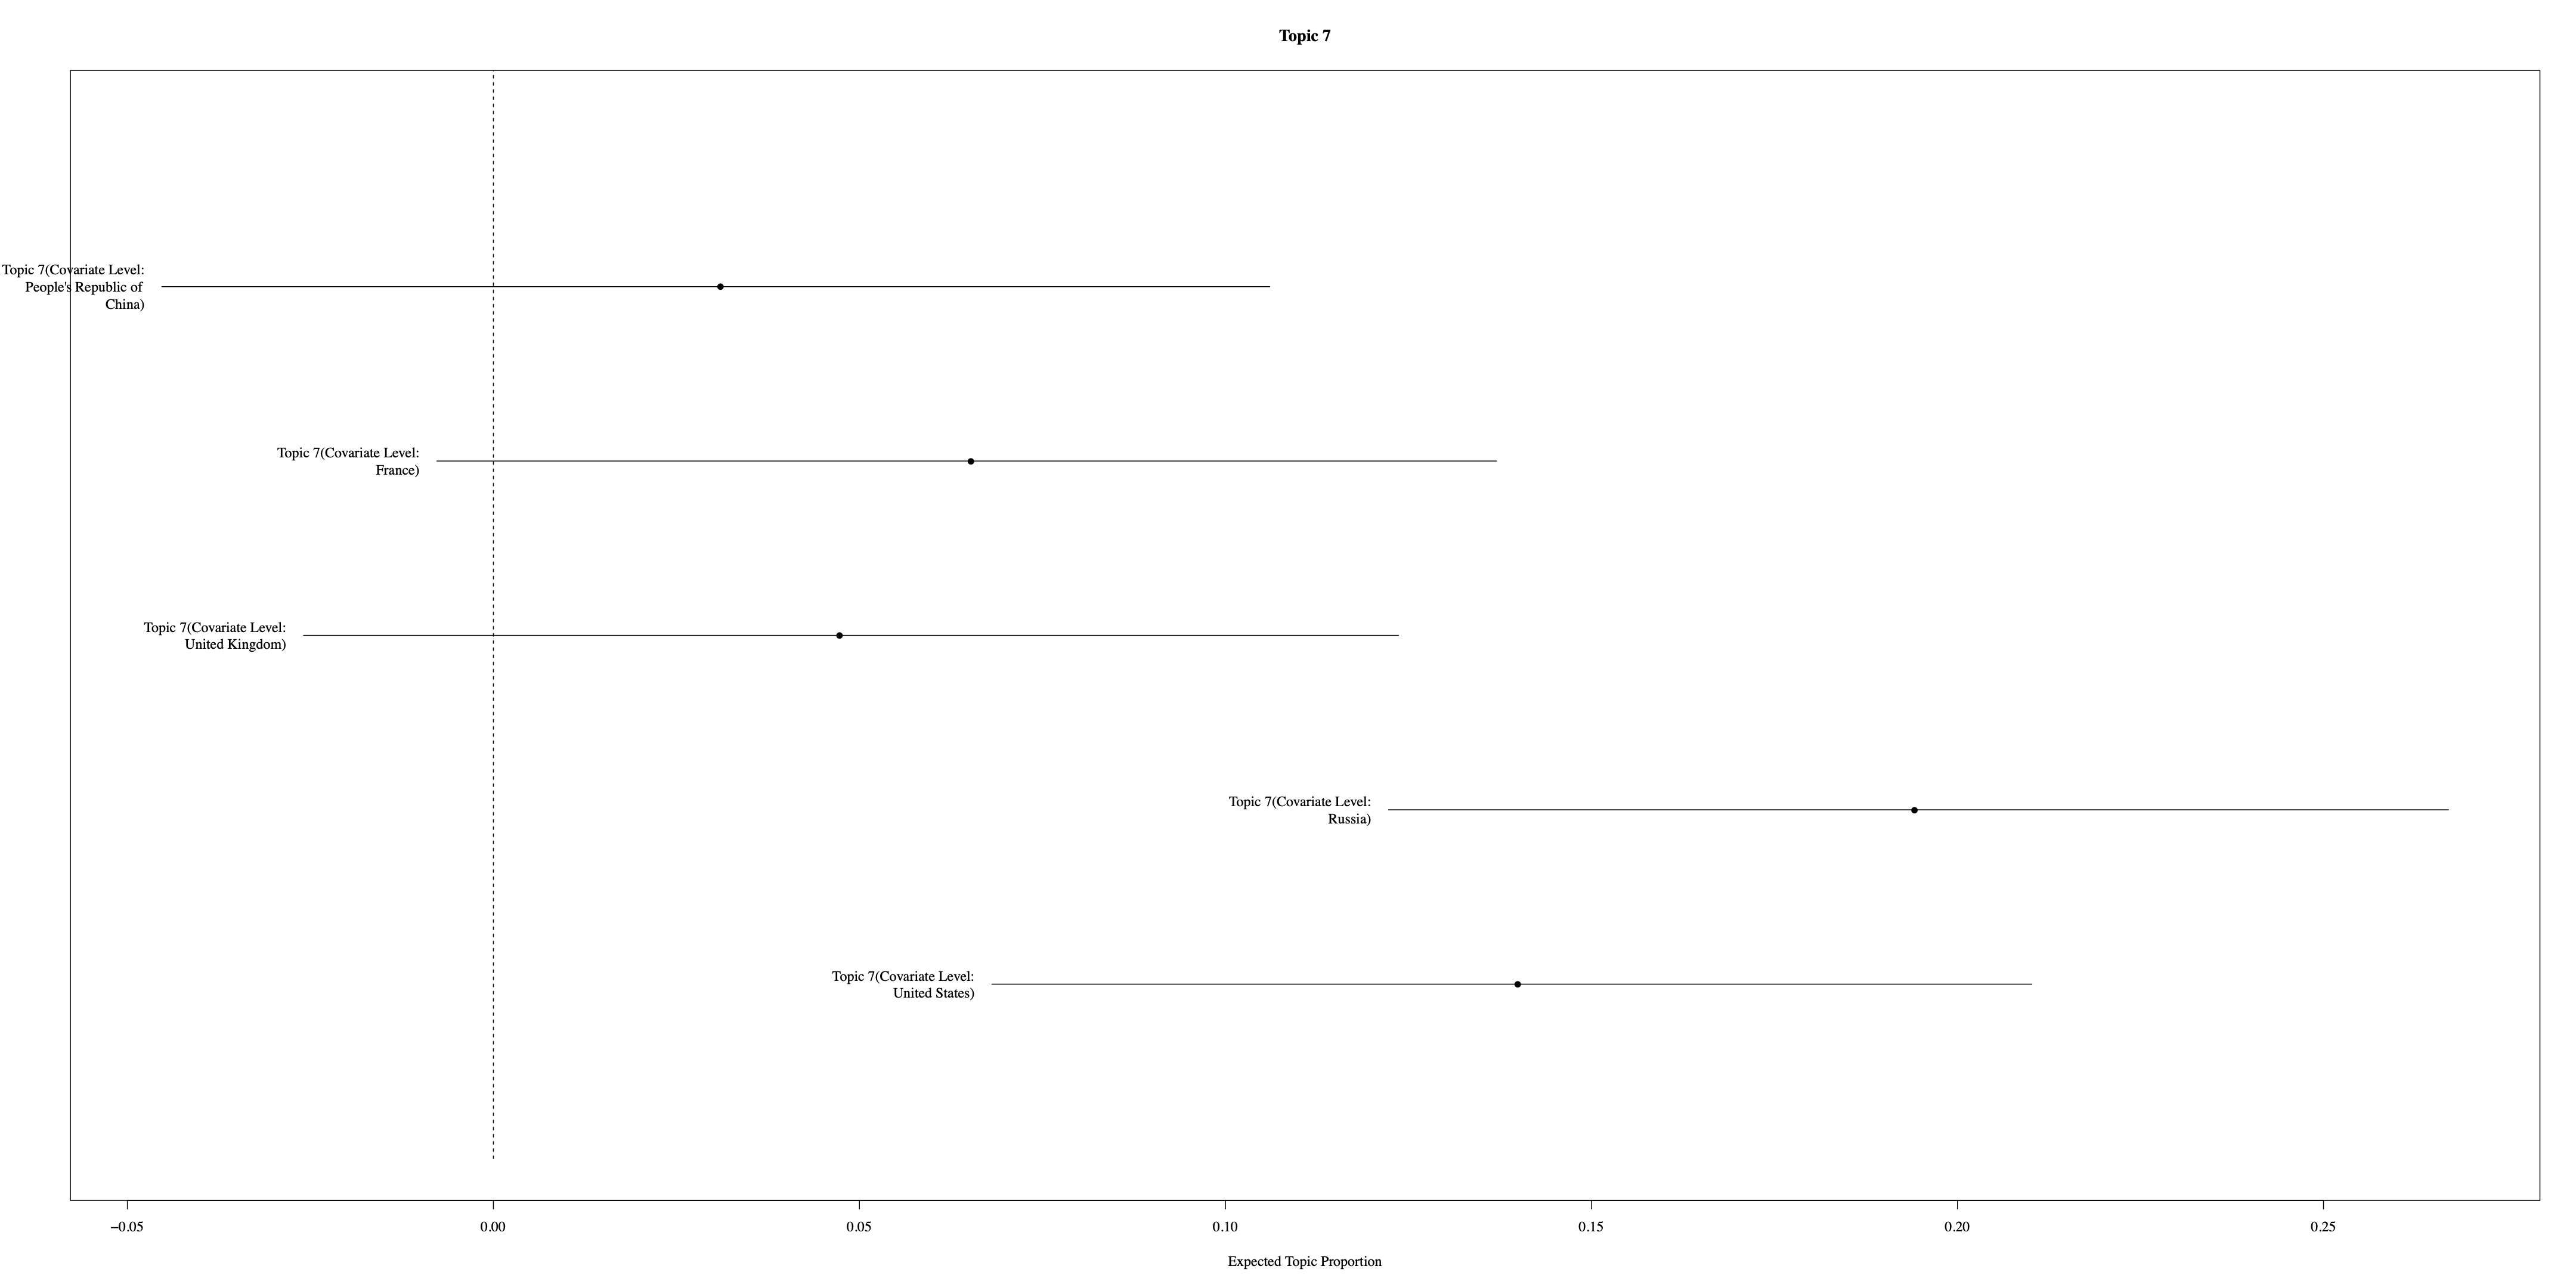 Topic 7
Topic 7(Covariate Level:
People's Republic of
China)
Topic 7(Covariate Level:
France)
Topic 7(Covariate Level:
United Kingdom)
Topic 7(Covariate Level:
Russia)
Topic 7(Covariate Level:
United States)
−0.05 0.00 0.05 0.10 0.15 0.20 0.25
Expected Topic Proportion